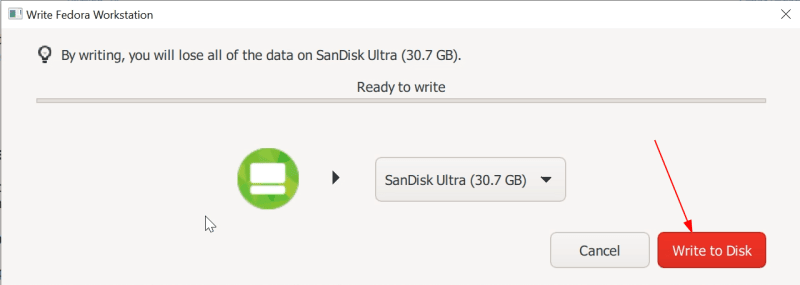 Write Fedora Workstation
By writing, you will lose all of the data on SanDisk Ultra (30.7 GB).
Ready to write
SanDisk Ultra (30.7 GB)
Cancel
Write to Disk